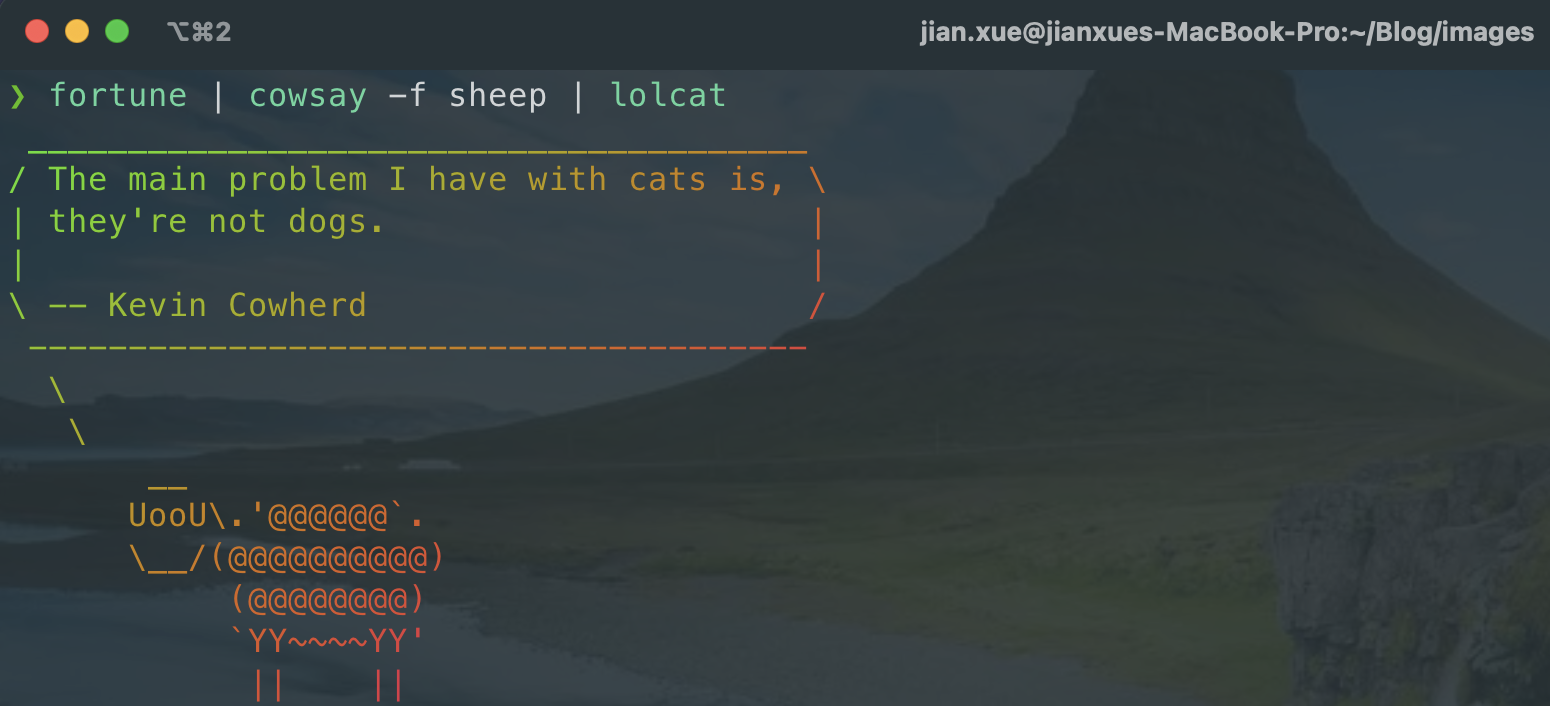 ⌥⌘2 jian.xue@jianxues-MacBook-Pro:~/Blog/images
❯ fortune | cowsay -f sheep | lolcat
 _______________________________________
/ The main problem I have with cats is, \
| they're not dogs.                     |
|                                       |
\ -- Kevin Cowherd                      /
 ---------------------------------------
  \
   \
       __
      UooU\.'@@@@@@`.
      \__/(@@@@@@@@@@)
           (@@@@@@@@)
           `YY~~~~YY'
            ||    ||